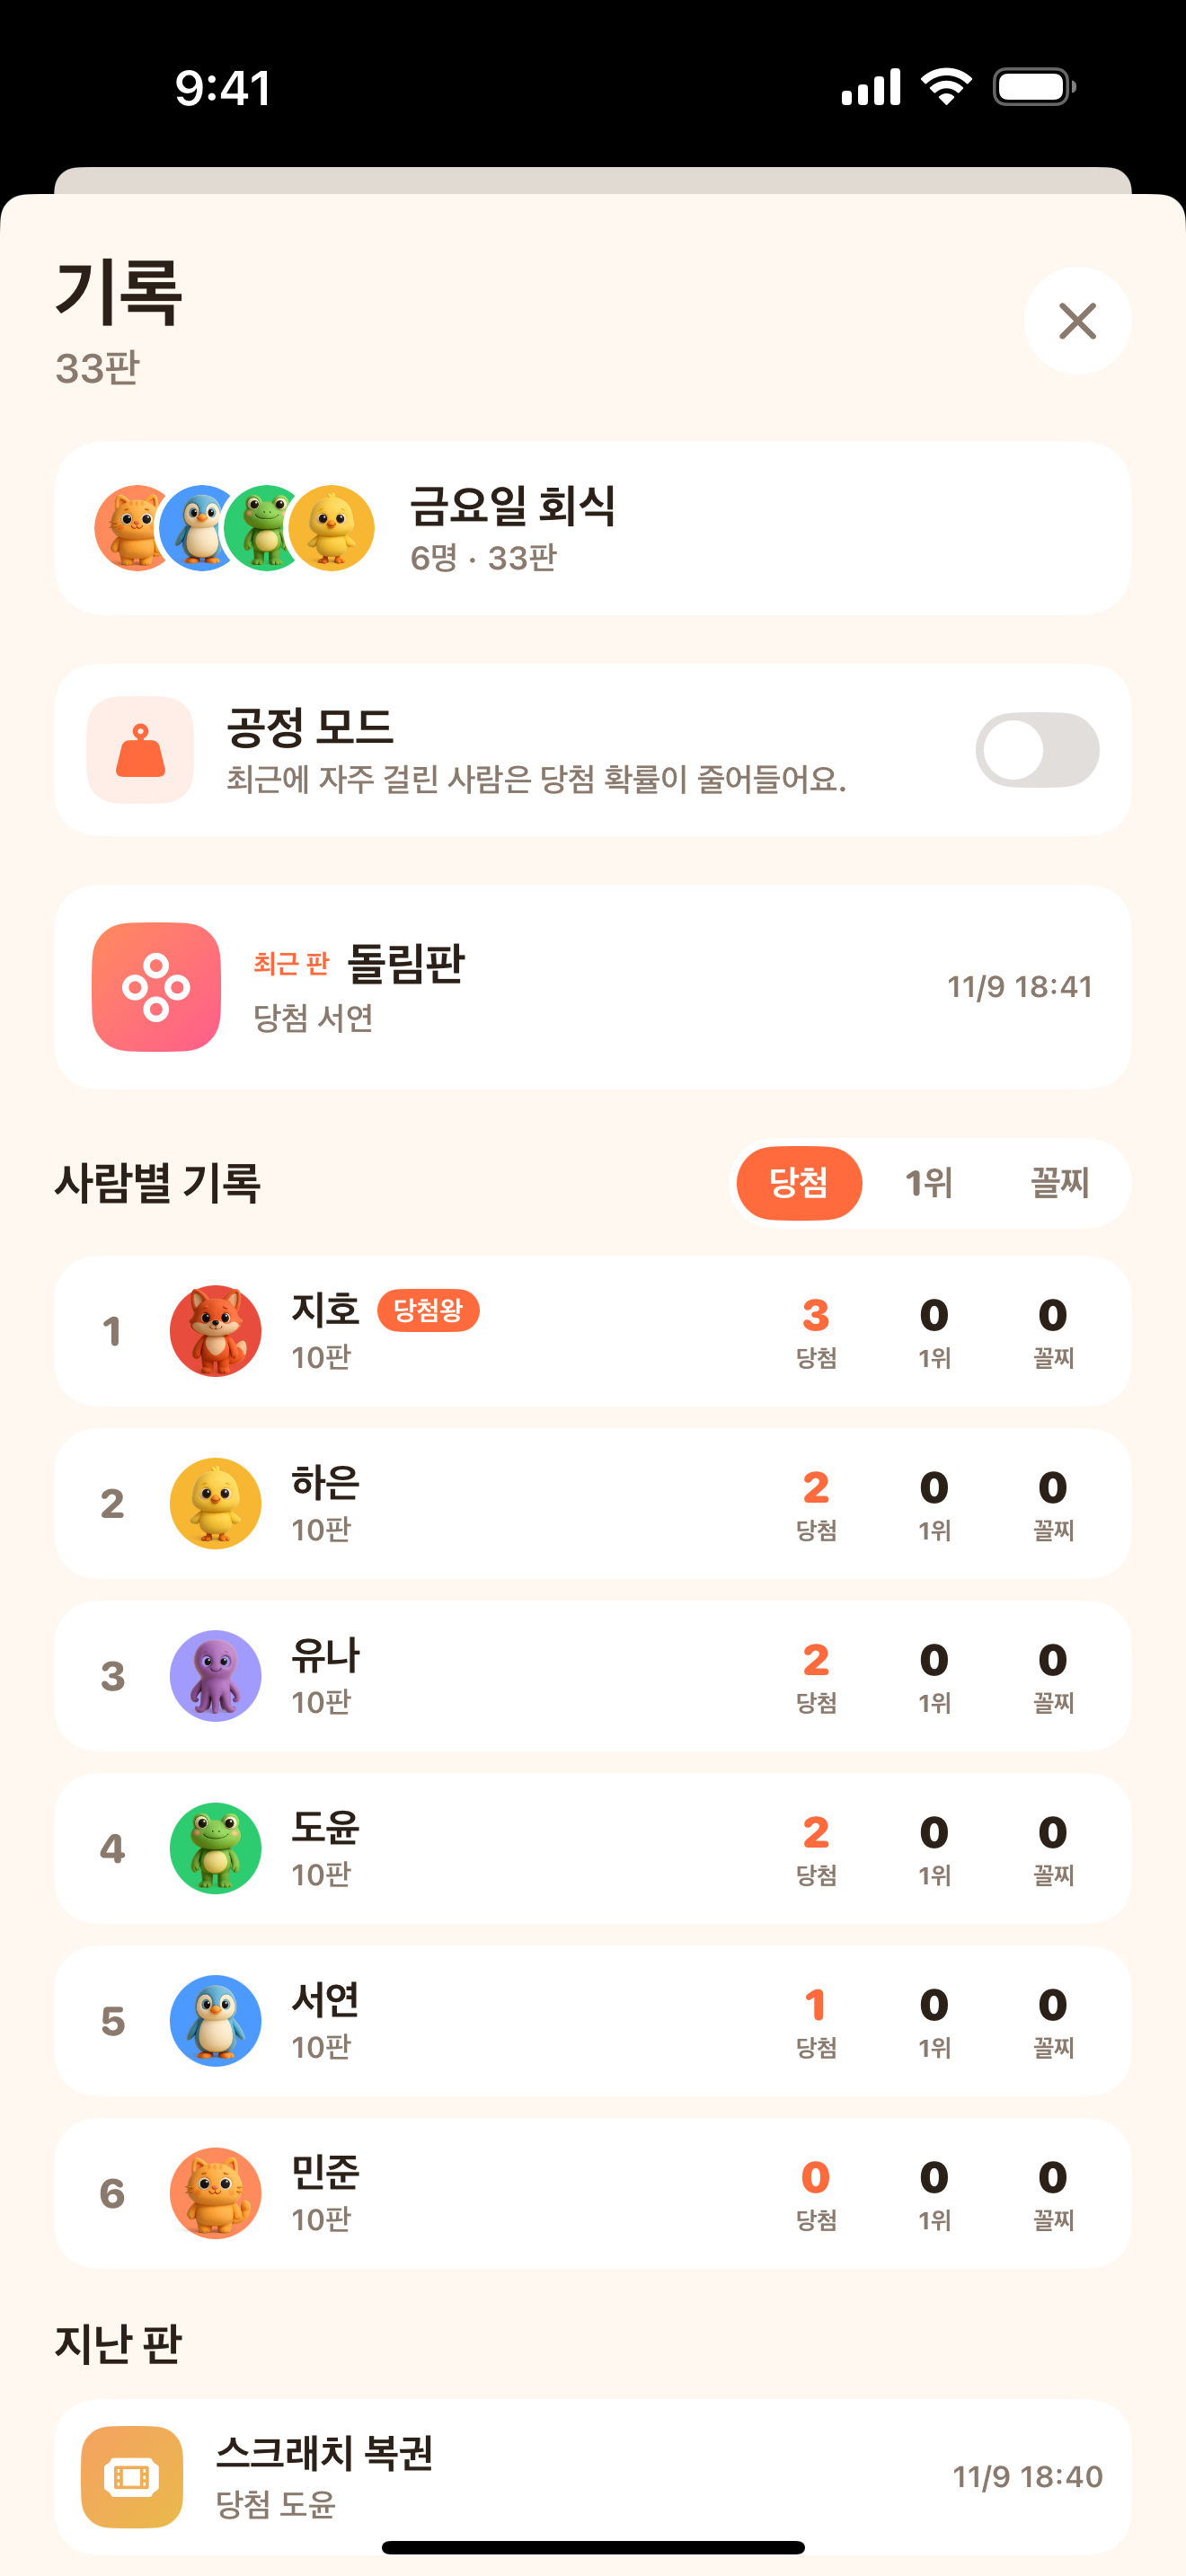 9:41
기록
33판
금요일 회식
6명 · 33판
공정 모드
최근에 자주 걸린 사람은 당첨 확률이 줄어들어요.
최근 판 돌림판
당첨 서연
11/9 18:41
사람별 기록
당첨 1위 꼴찌
1
지호 당첨왕
10판
3 0 0
당첨 1위 꼴찌
2
하은
10판
2 0 0
당첨 1위 꼴찌
3
유나
10판
2 0 0
당첨 1위 꼴찌
4
도윤
10판
2 0 0
당첨 1위 꼴찌
5
서연
10판
1 0 0
당첨 1위 꼴찌
6
민준
10판
0 0 0
당첨 1위 꼴찌
지난 판
스크래치 복권
당첨 도윤
11/9 18:40